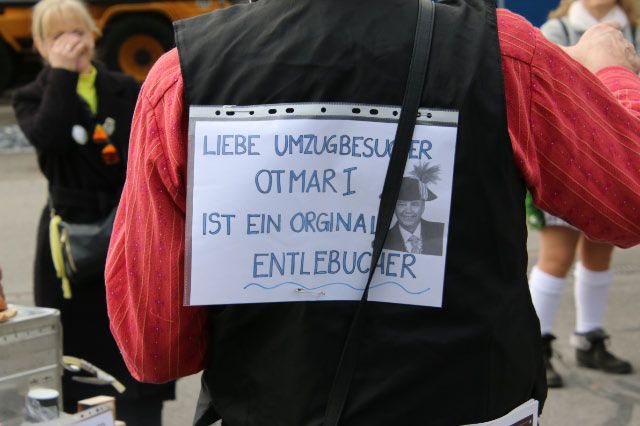 LIEBE UMZUGBESUCHER
OTMAR I
IST EIN ORGINAL
ENTLEBUCHER